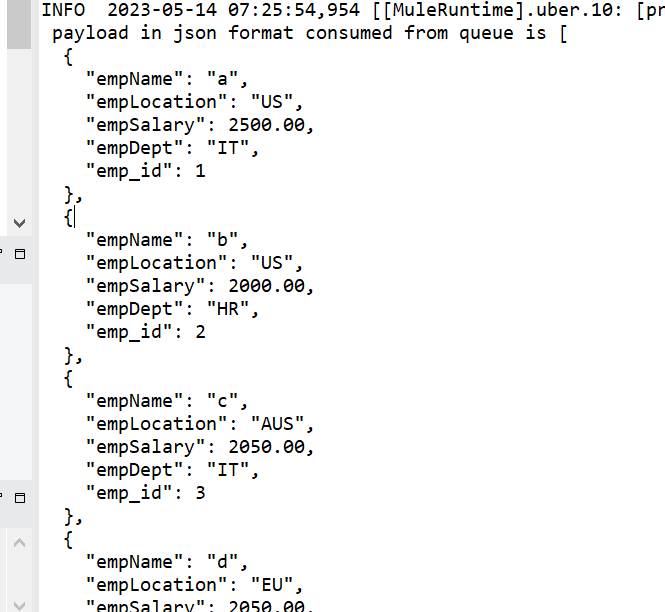 INFO  2023-05-14 07:25:54,954 [[MuleRuntime].uber.10: [pr
payload in json format consumed from queue is [
  {
    "empName": "a",
    "empLocation": "US",
    "empSalary": 2500.00,
    "empDept": "IT",
    "emp_id": 1
  },
  {
    "empName": "b",
    "empLocation": "US",
    "empSalary": 2000.00,
    "empDept": "HR",
    "emp_id": 2
  },
  {
    "empName": "c",
    "empLocation": "AUS",
    "empSalary": 2050.00,
    "empDept": "IT",
    "emp_id": 3
  },
  {
    "empName": "d",
    "empLocation": "EU",
    "empSalary": 2050.00,